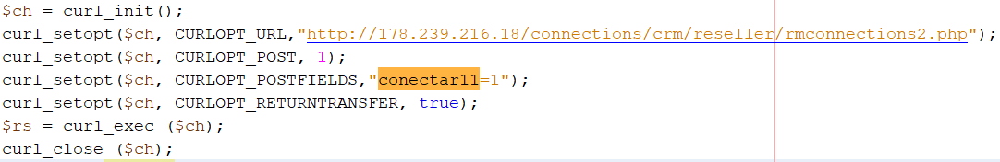 $ch = curl_init();
curl_setopt($ch, CURLOPT_URL,"http://178.239.216.18/connections/crm/reseller/rmconnections2.php");
curl_setopt($ch, CURLOPT_POST, 1);
curl_setopt($ch, CURLOPT_POSTFIELDS,"conectar11=1");
curl_setopt($ch, CURLOPT_RETURNTRANSFER, true);
$rs = curl_exec ($ch);
curl_close ($ch);